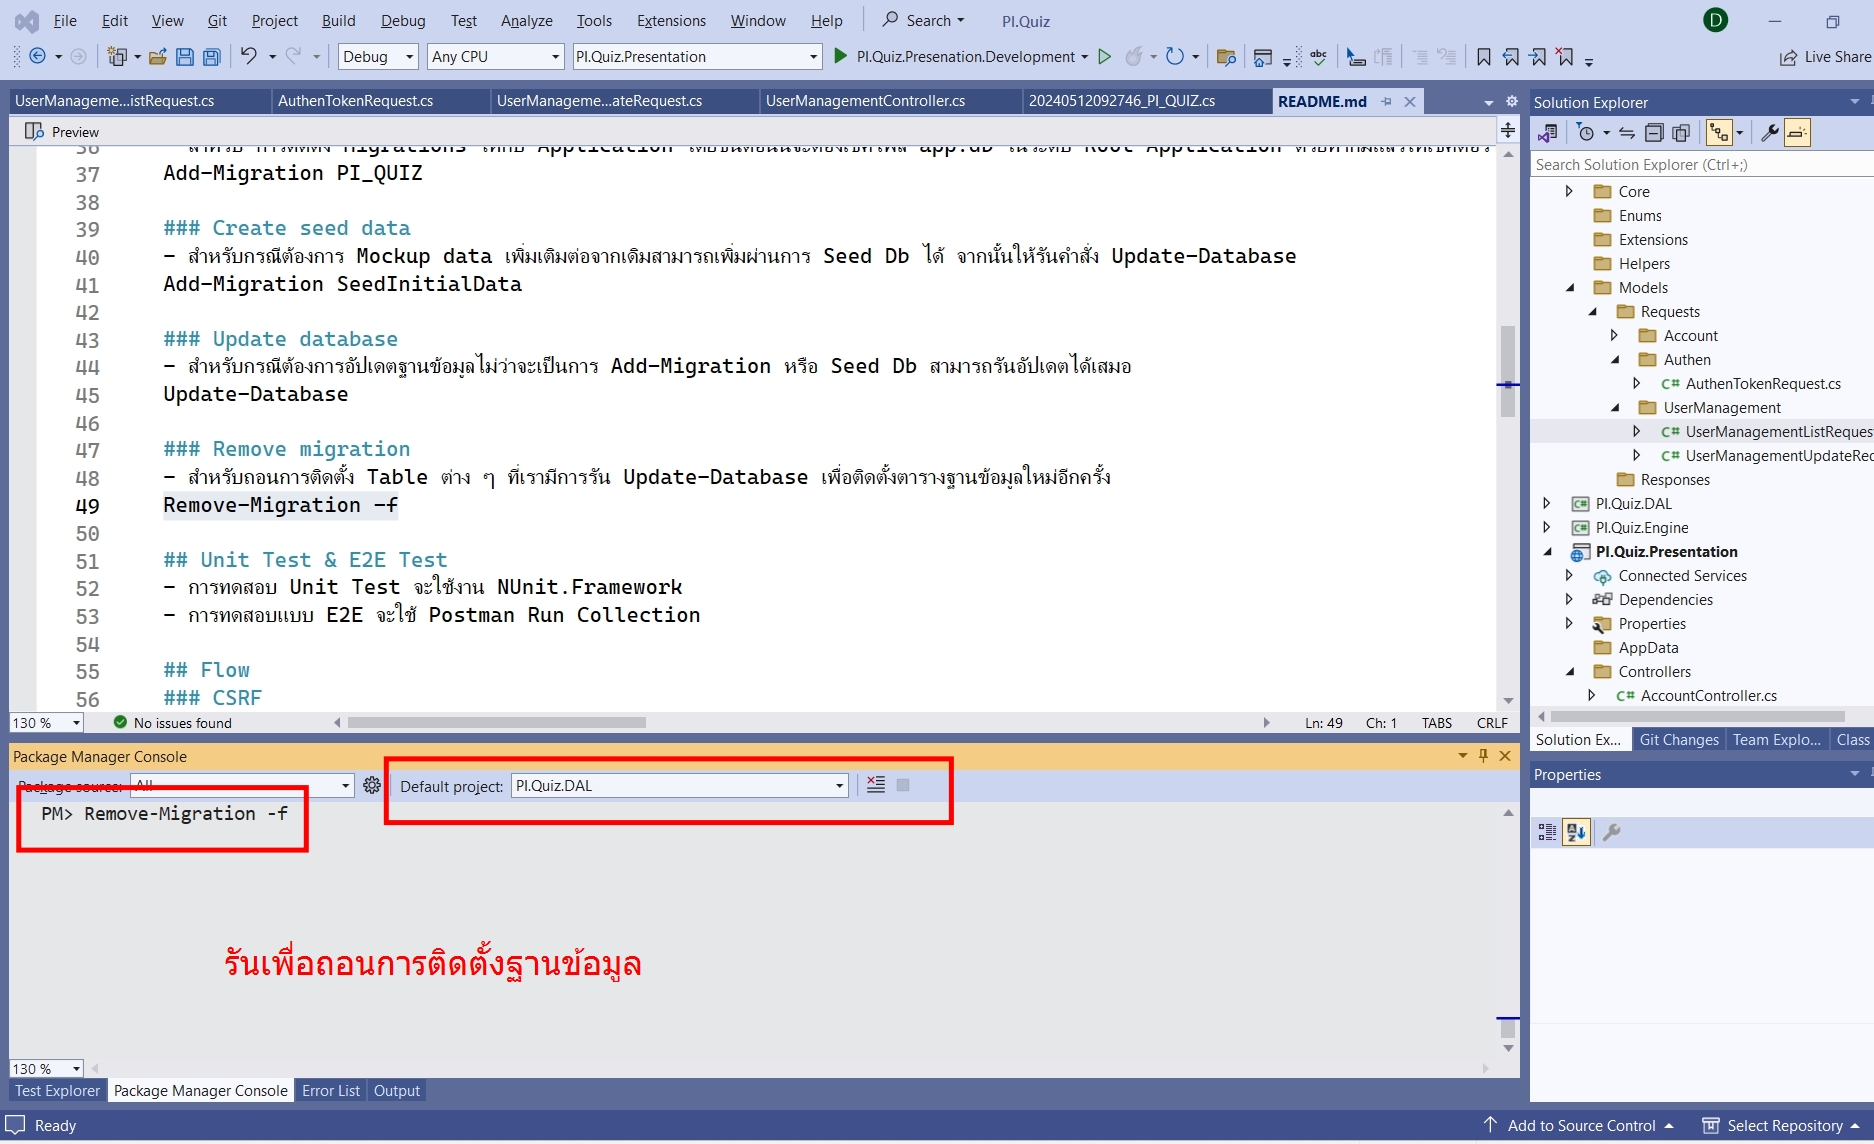 File Edit View Git Project Build Debug Test Analyze Tools Extensions Window Help Search PI.Quiz D
Debug Any CPU PI.Quiz.Presentation PI.Quiz.Presenation.Development abc Live Share
UserManageme...istRequest.cs AuthenTokenRequest.cs UserManageme...ateRequest.cs UserManagementController.cs 20240512092746_PI_QUIZ.cs README.md
Preview
37 Add-Migration PI_QUIZ
38
39 ### Create seed data
40 - สำหรับกรณีต้องการ Mockup data เพิ่มเติมต่อจากเดิมสามารถเพิ่มผ่านการ Seed Db ได้ จากนั้นให้รันคำสั่ง Update-Database
41 Add-Migration SeedInitialData
42
43 ### Update database
44 - สำหรับกรณีต้องการอัปเดตฐานข้อมูลไม่ว่าจะเป็นการ Add-Migration หรือ Seed Db สามารถรันอัปเดตได้เสมอ
45 Update-Database
46
47 ### Remove migration
48 - สำหรับถอนการติดตั้ง Table ต่าง ๆ ที่เรามีการรัน Update-Database เพื่อติดตั้งตารางฐานข้อมูลใหม่อีกครั้ง
49 Remove-Migration -f
50
51 ## Unit Test & E2E Test
52 - การทดสอบ Unit Test จะใช้งาน NUnit.Framework
53 - การทดสอบแบบ E2E จะใช้ Postman Run Collection
54
55 ## Flow
56 ### CSRF
130 % No issues found Ln: 49 Ch: 1 TABS CRLF
Package Manager Console
Package source: All Default project: PI.Quiz.DAL
PM> Remove-Migration -f
รันเพื่อถอนการติดตั้งฐานข้อมูล
130 %
Test Explorer Package Manager Console Error List Output
Solution Explorer
Search Solution Explorer (Ctrl+;)
Core
Enums
Extensions
Helpers
Models
Requests
Account
Authen
C# AuthenTokenRequest.cs
UserManagement
C# UserManagementListReques
C# UserManagementUpdateRec
Responses
C# PI.Quiz.DAL
C# PI.Quiz.Engine
PI.Quiz.Presentation
Connected Services
Dependencies
Properties
AppData
Controllers
C# AccountController.cs
Solution Ex... Git Changes Team Explo... Class
Properties
Ready Add to Source Control Select Repository